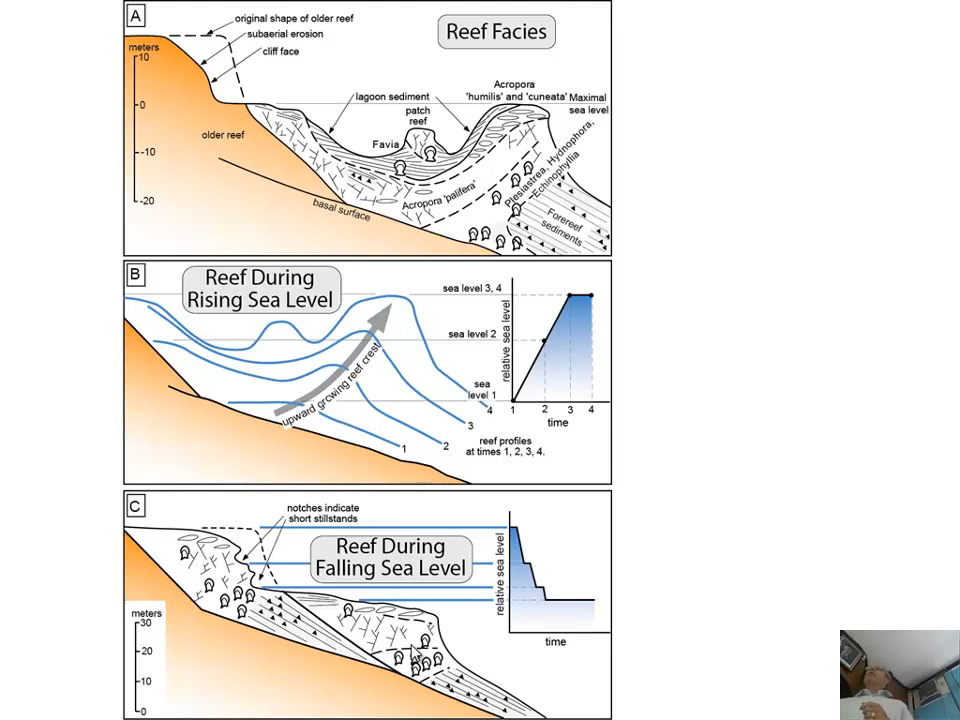 A
original shape of older reef
subaerial erosion
cliff face
Reef Facies
meters
10
0
-10
-20
older reef
basal surface
lagoon sediment
patch
reef
Favia
Acropora
'humilis' and 'cuneata'
Maximal
sea level
Acropora 'palifera'
Plesiastrea, Hydnophora,
Echinophyllia
Forereef
sediments
B
Reef During
Rising Sea Level
upward growing reef crest
sea level 3, 4
sea level 2
sea
level 1
1
2
3
4
reef profiles
at times 1, 2, 3, 4.
relative sea level
1 2 3 4
time
C
notches indicate
short stillstands
Reef During
Falling Sea Level
relative sea level
time
meters
30
20
10
0